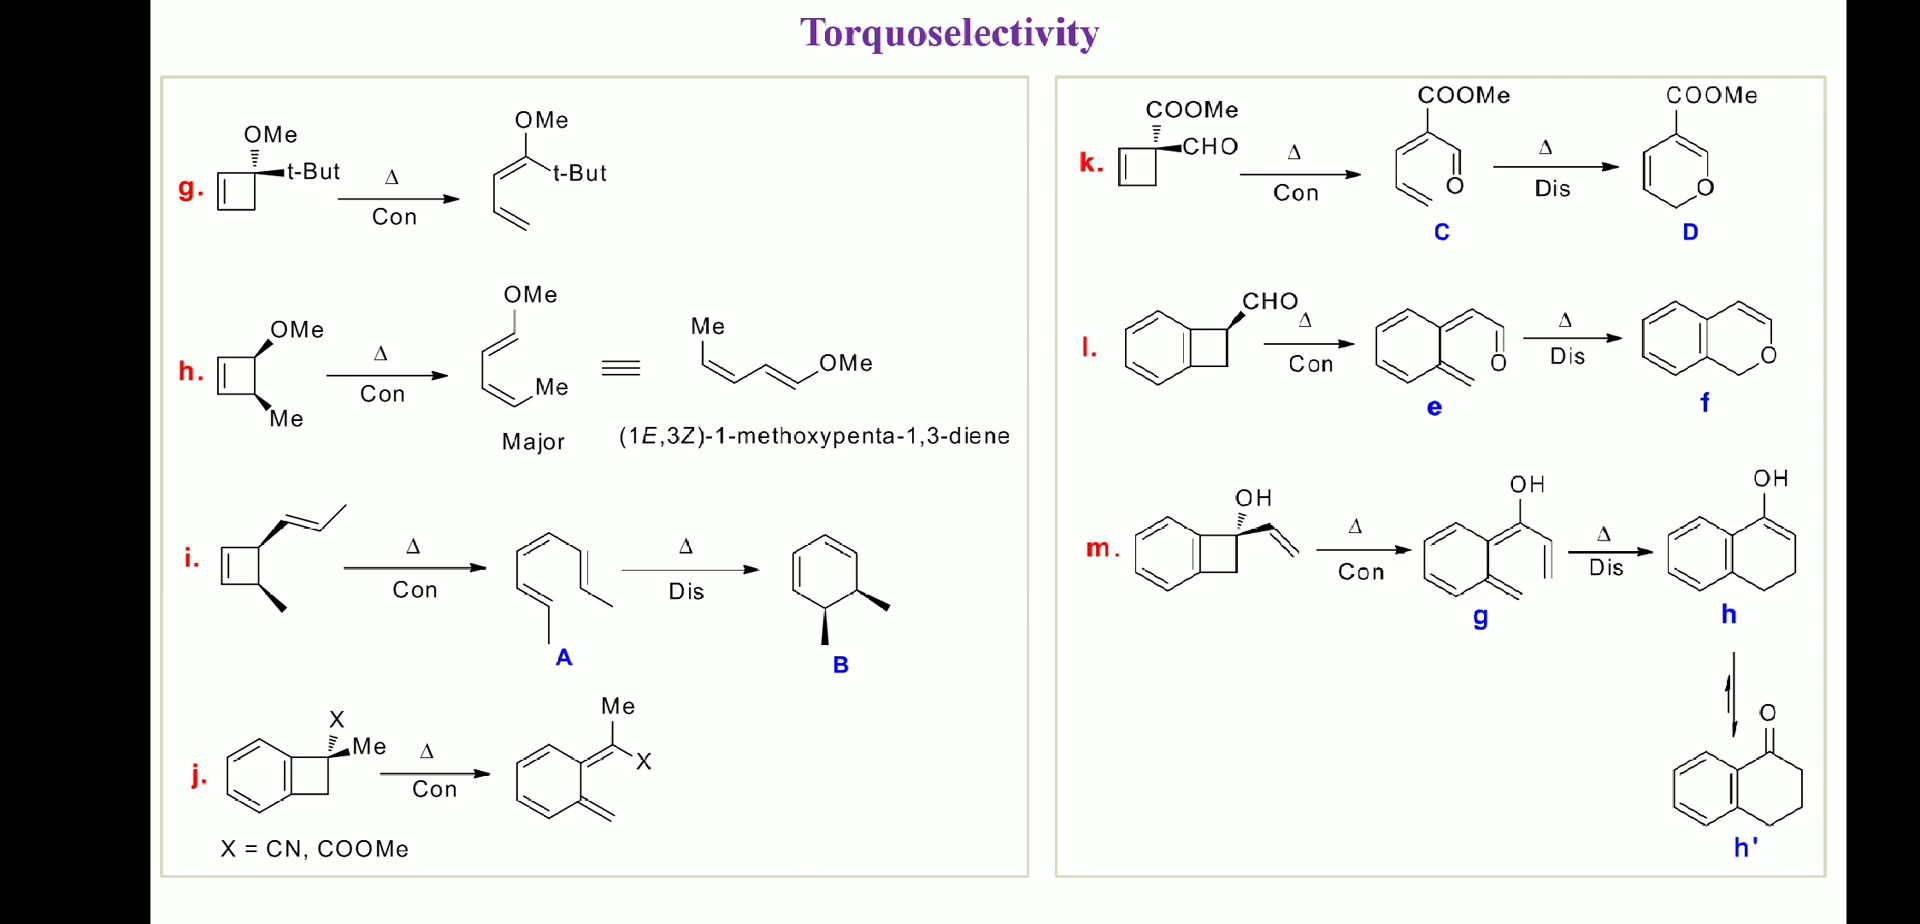 Torquoselectivity
g.
OMe
t-But
Δ
Con
OMe
t-But
h.
OMe
Me
Δ
Con
OMe
Me
Major
Me
OMe
(1E,3Z)-1-methoxypenta-1,3-diene
i.
Δ
Con
A
Δ
Dis
B
j.
X
Me
Δ
Con
Me
X
X = CN, COOMe
k.
COOMe
CHO
Δ
Con
COOMe
O
C
Δ
Dis
COOMe
O
D
l.
CHO
Δ
Con
O
e
Δ
Dis
O
f
m.
OH
Δ
Con
OH
g
Δ
Dis
OH
h
O
h'